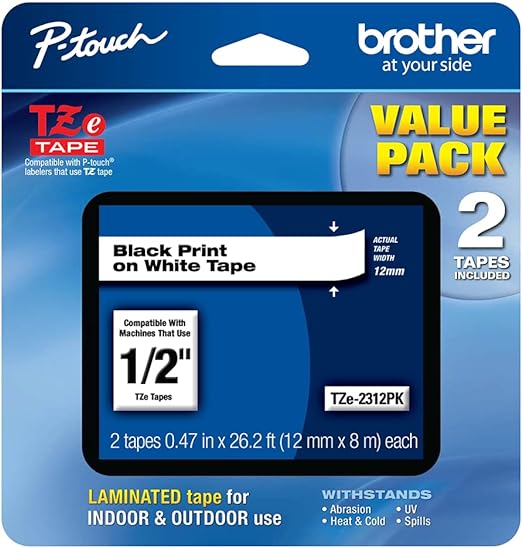 P-touch
brother
at your side
TZe
TAPE
Compatible with P-touch®
labelers that use TZ tape
VALUE
PACK
2
TAPES
INCLUDED
Black Print
on White Tape
ACTUAL
TAPE
WIDTH
12mm
Compatible With
Machines That Use
1/2"
TZe Tapes
TZe-2312PK
2 tapes 0.47 in x 26.2 ft (12 mm x 8 m) each
LAMINATED tape for
INDOOR & OUTDOOR use
WITHSTANDS
• Abrasion • UV
• Heat & Cold • Spills